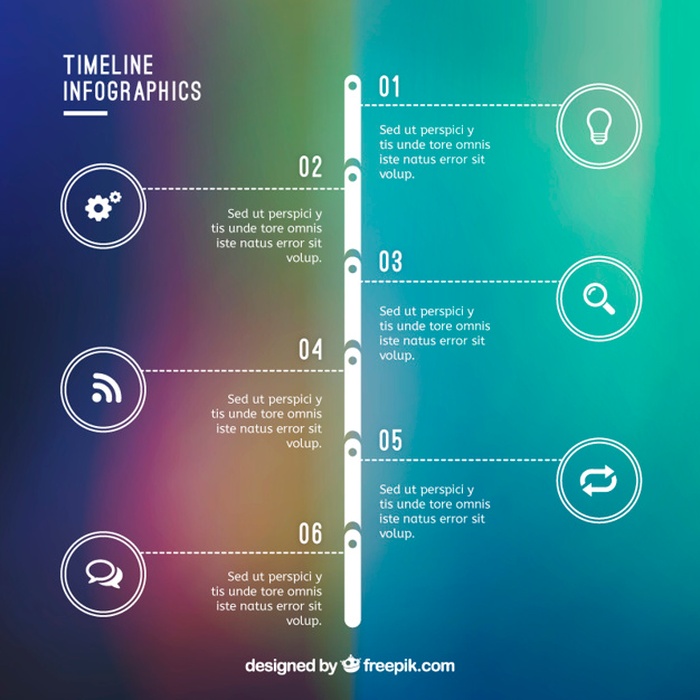 TIMELINE
INFOGRAPHICS
01
Sed ut perspici y
tis unde tore omnis
iste natus error sit
volup.
02
Sed ut perspici y
tis unde tore omnis
iste natus error sit
volup.
03
Sed ut perspici y
tis unde tore omnis
iste natus error sit
volup.
04
Sed ut perspici y
tis unde tore omnis
iste natus error sit
volup.
05
Sed ut perspici y
tis unde tore omnis
iste natus error sit
volup.
06
Sed ut perspici y
tis unde tore omnis
iste natus error sit
volup.
designed by freepik.com